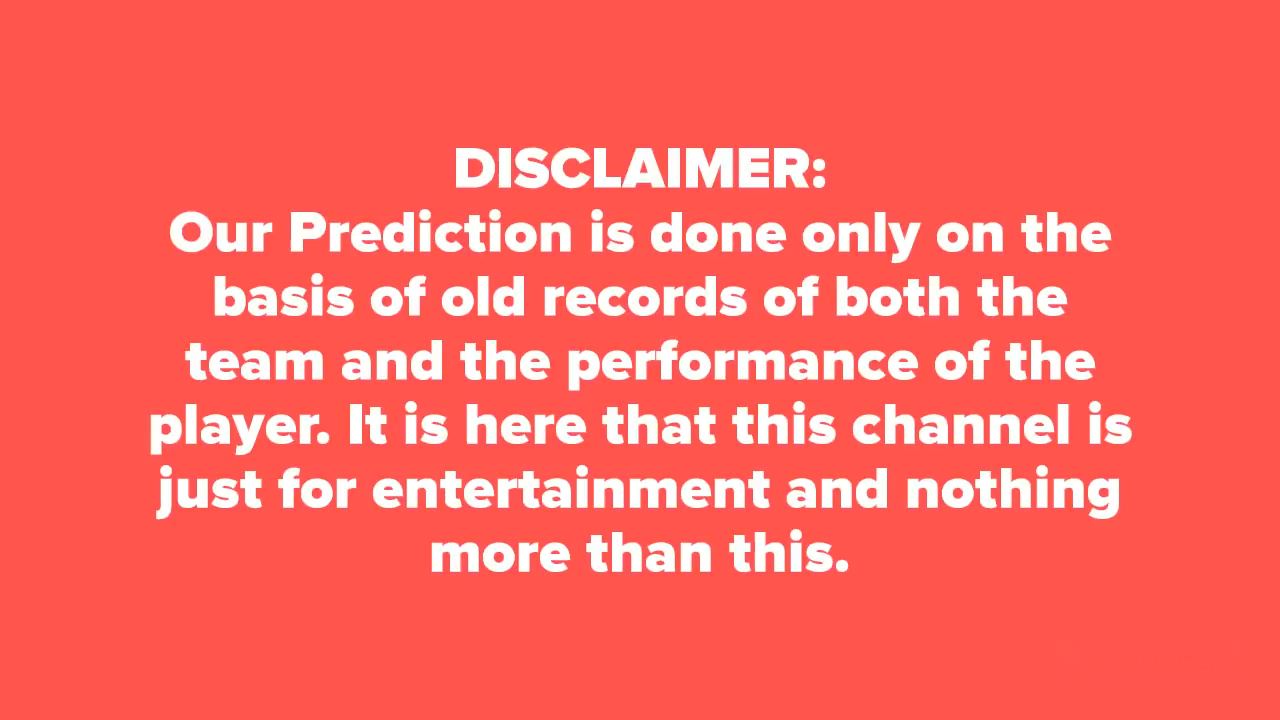 DISCLAIMER:
Our Prediction is done only on the
basis of old records of both the
team and the performance of the
player. It is here that this channel is
just for entertainment and nothing
more than this.